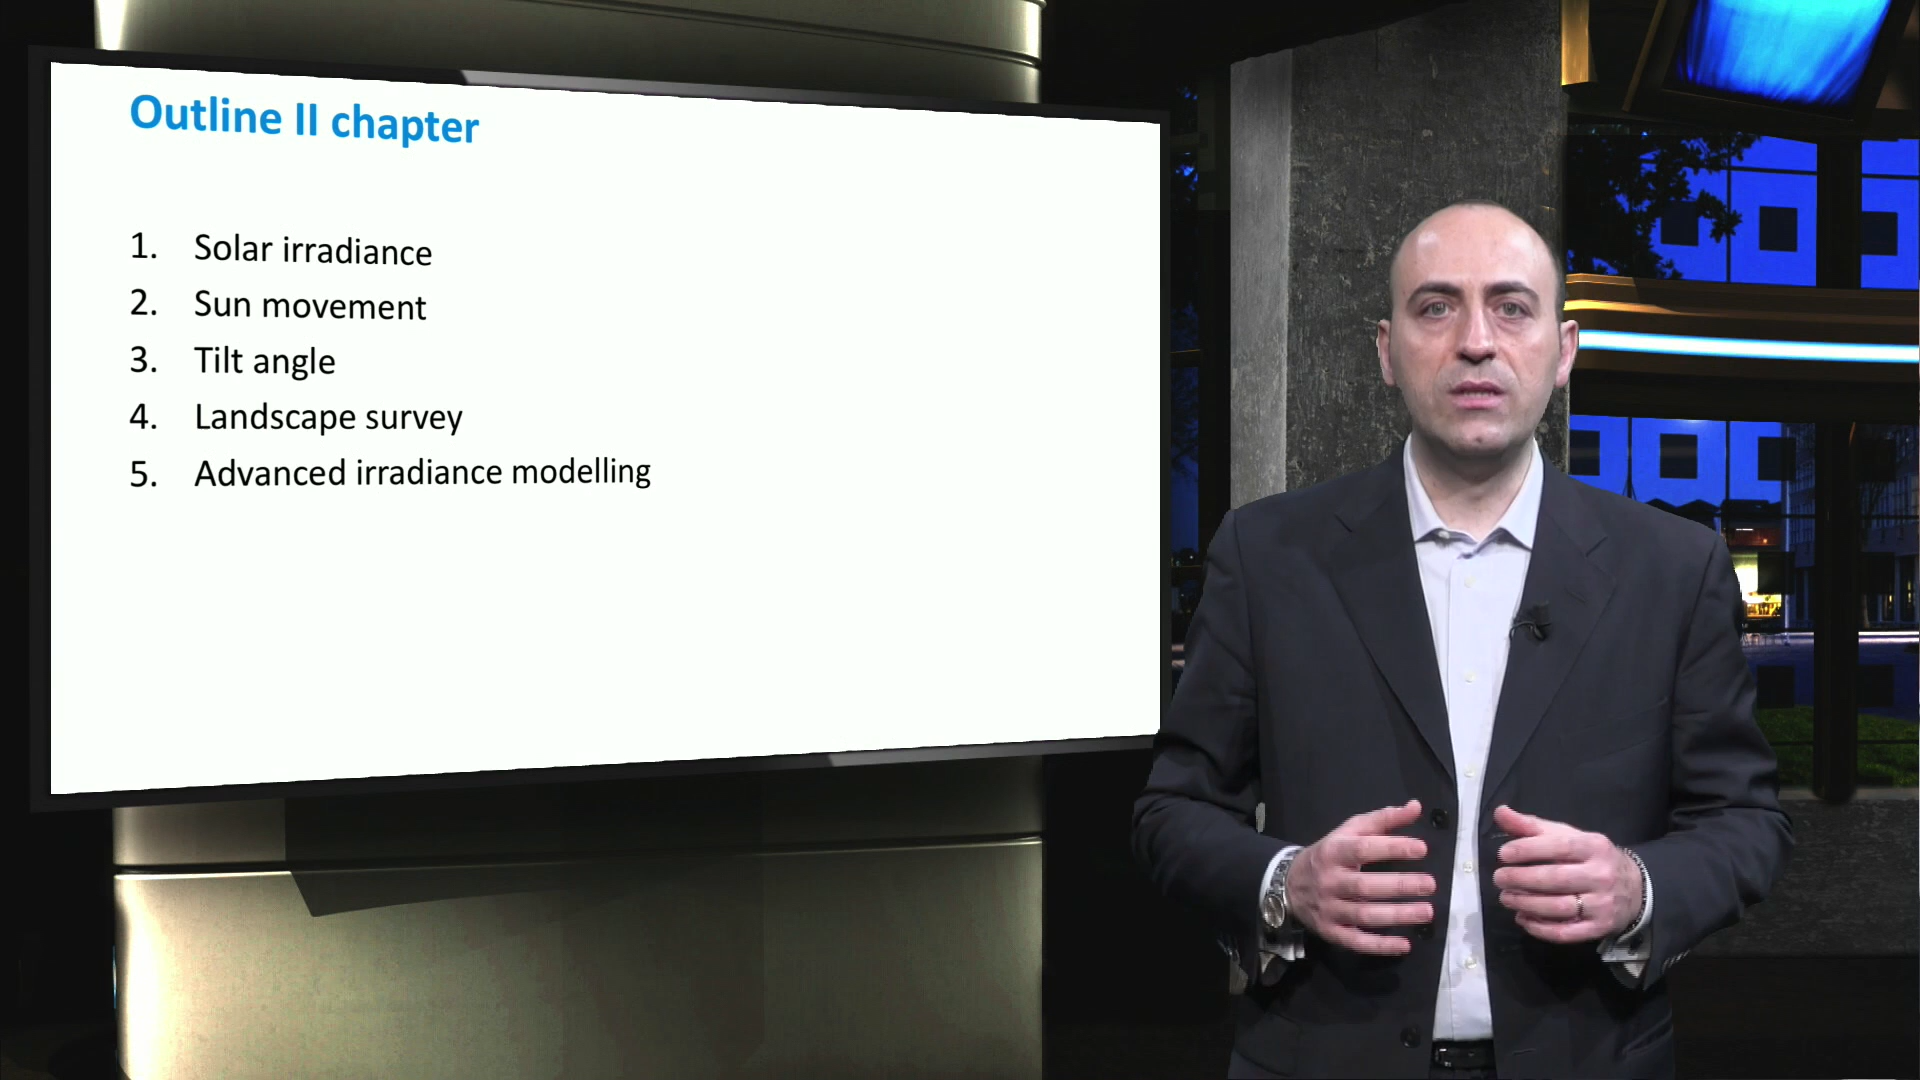 Outline II chapter
1. Solar irradiance
2. Sun movement
3. Tilt angle
4. Landscape survey
5. Advanced irradiance modelling